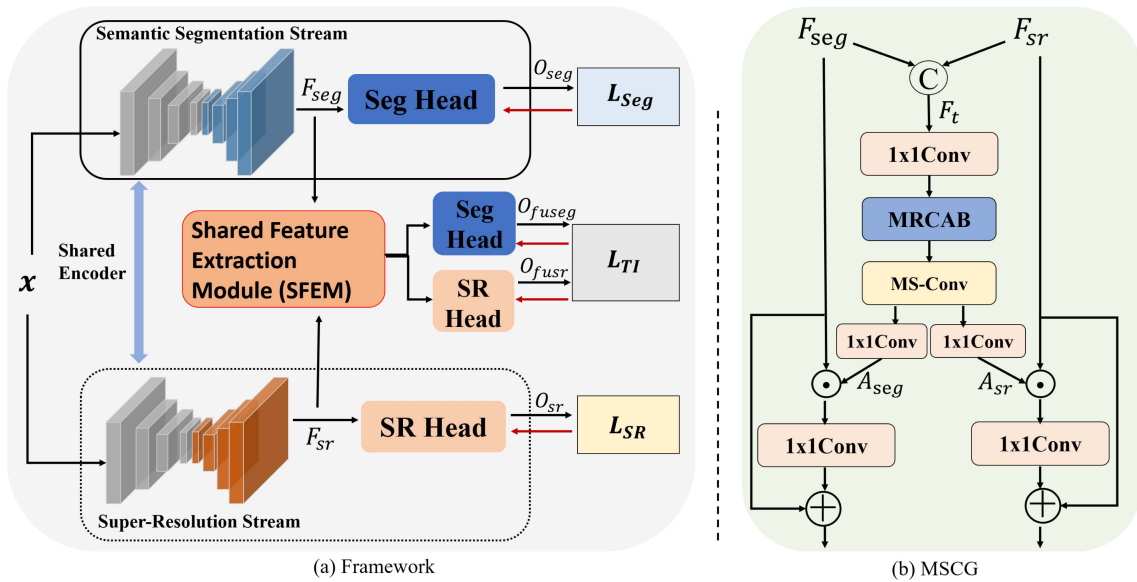 Semantic Segmentation Stream
F_seg
Seg Head
O_seg
L_Seg
x
Shared
Encoder
Shared Feature
Extraction
Module (SFEM)
Seg
Head
O_fuseg
SR
Head
O_fusr
L_TI
F_sr
SR Head
O_sr
L_SR
Super-Resolution Stream
(a) Framework
F_seg
F_sr
C
F_t
1x1Conv
MRCAB
MS-Conv
1x1Conv
1x1Conv
A_seg
A_sr
1x1Conv
1x1Conv
(b) MSCG